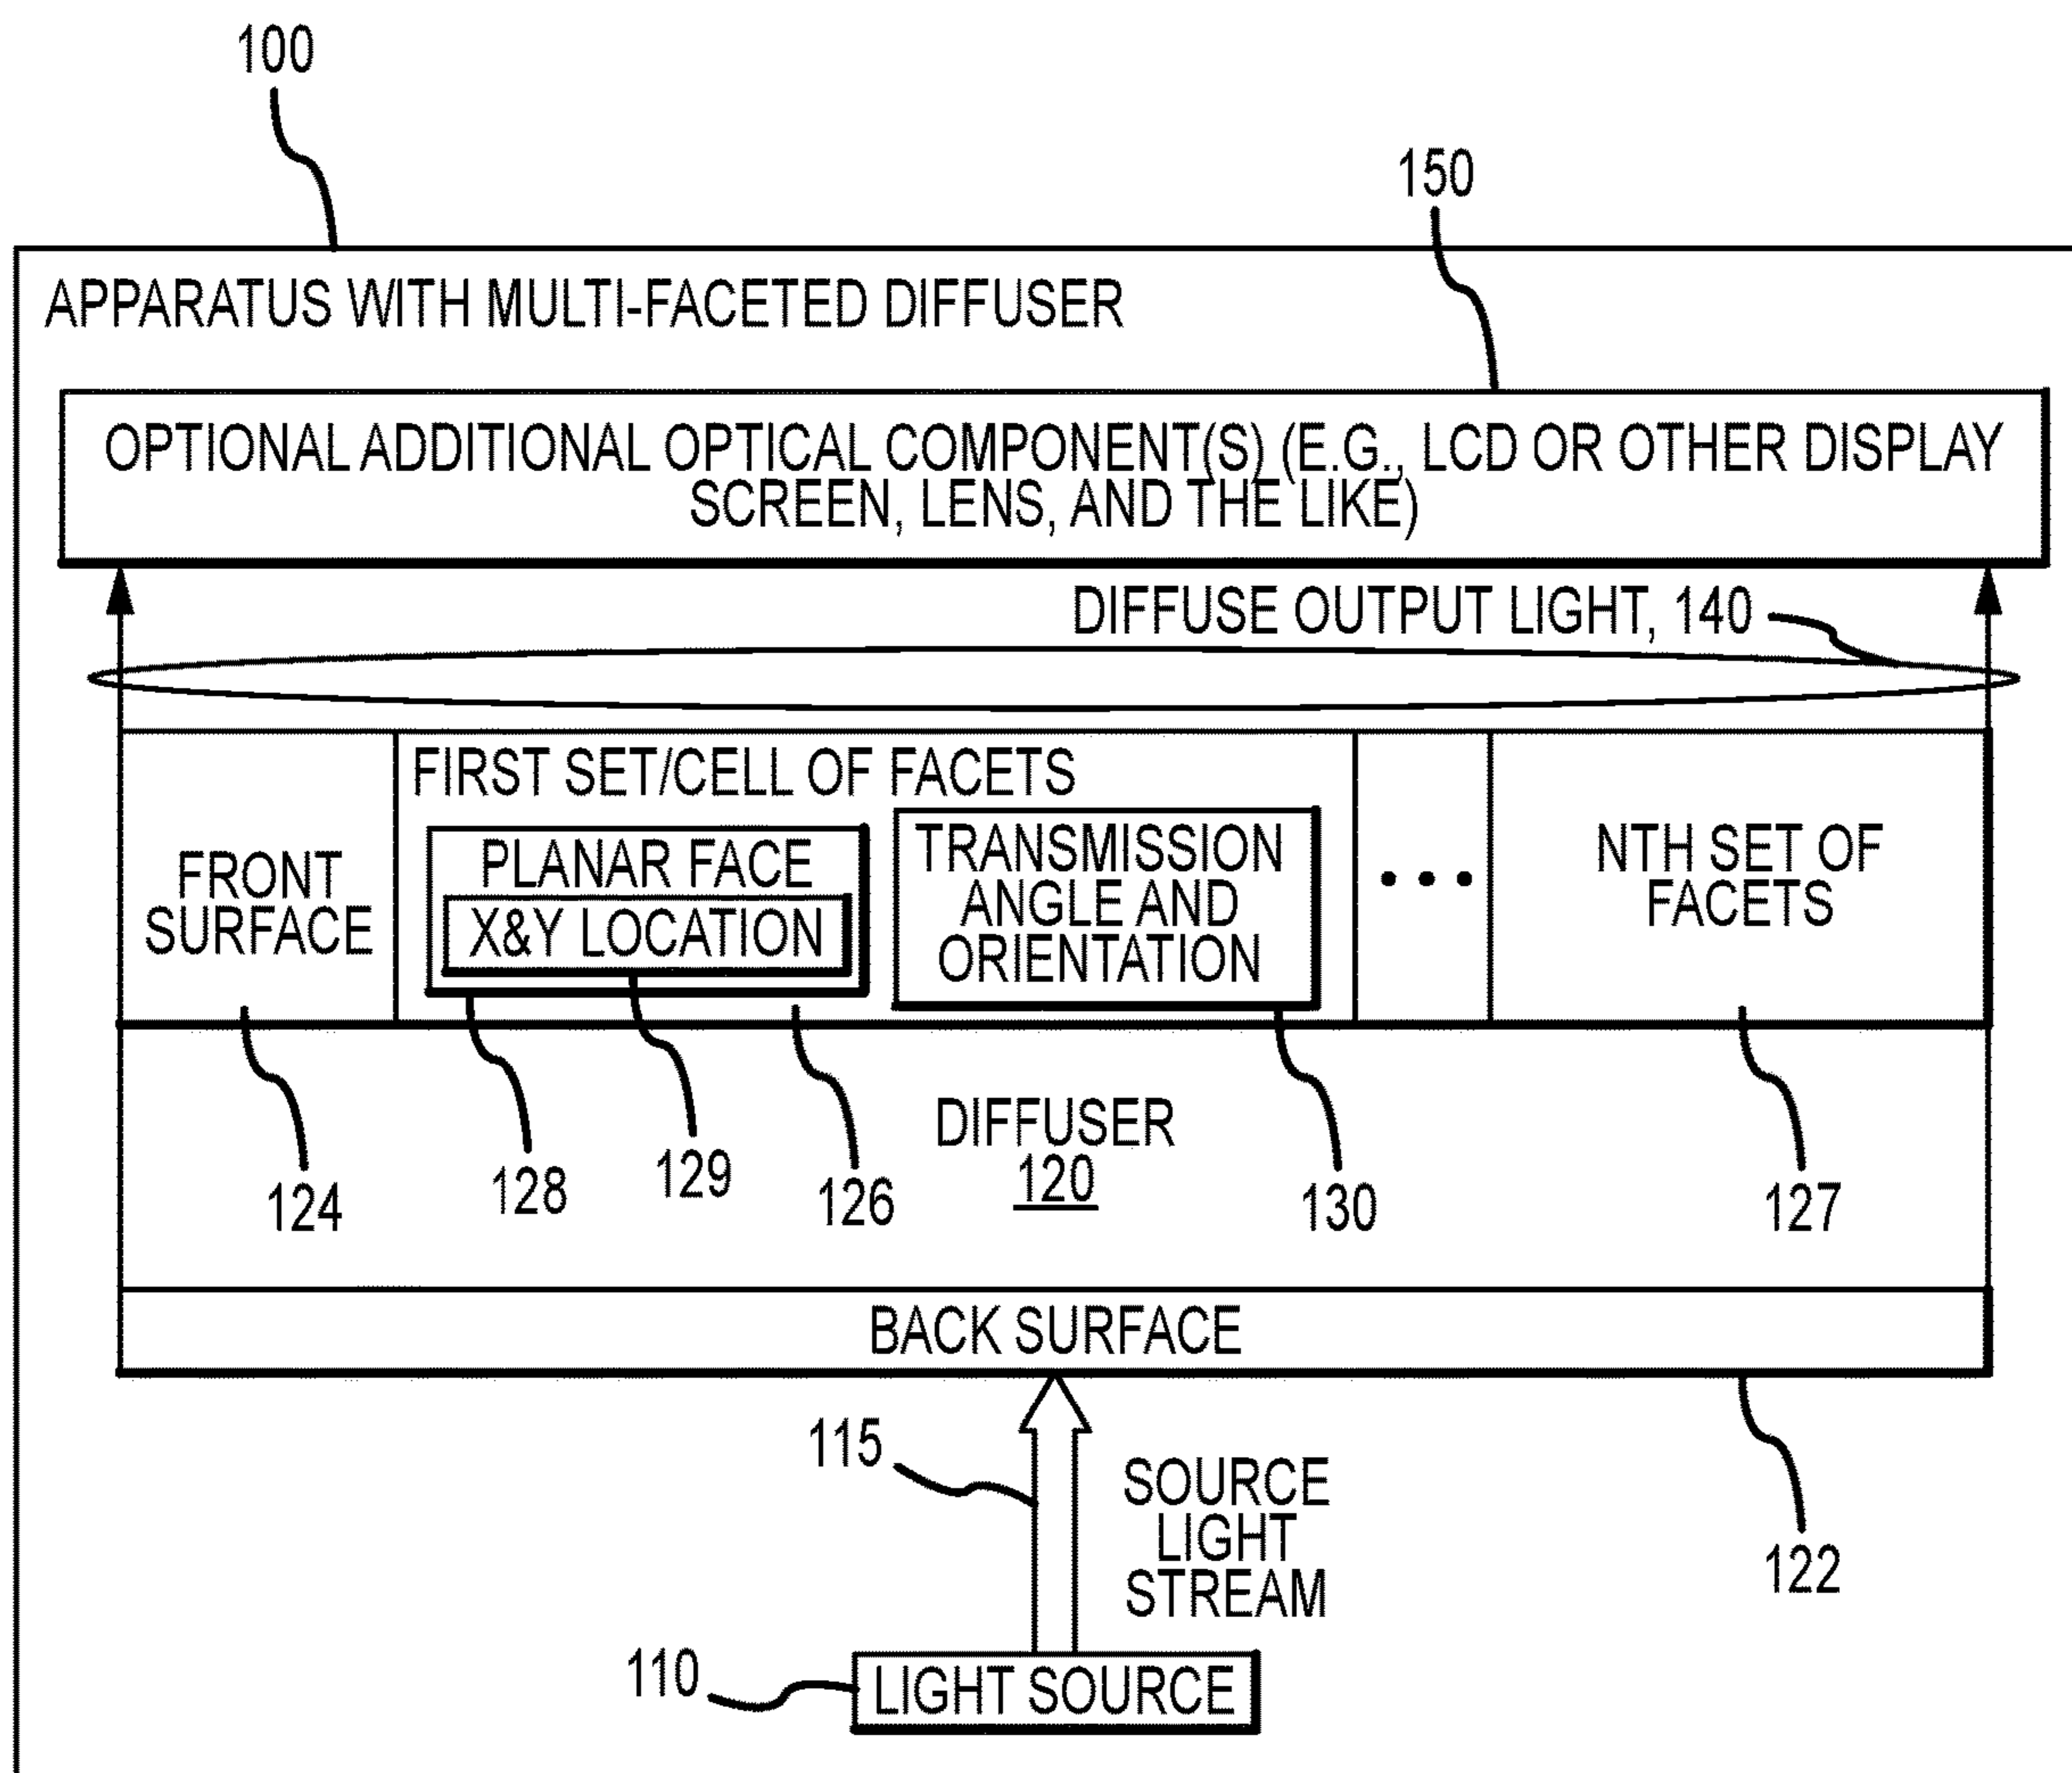 100
150
APPARATUS WITH MULTI-FACETED DIFFUSER
OPTIONAL ADDITIONAL OPTICAL COMPONENT(S) (E.G., LCD OR OTHER DISPLAY
SCREEN, LENS, AND THE LIKE)
DIFFUSE OUTPUT LIGHT, 140
FRONT
SURFACE
FIRST SET/CELL OF FACETS
PLANAR FACE
X&Y LOCATION
TRANSMISSION
ANGLE AND
ORIENTATION
• • •
NTH SET OF
FACETS
124
128
129
126
DIFFUSER
120
130
127
BACK SURFACE
115
SOURCE
LIGHT
STREAM
122
110
LIGHT SOURCE